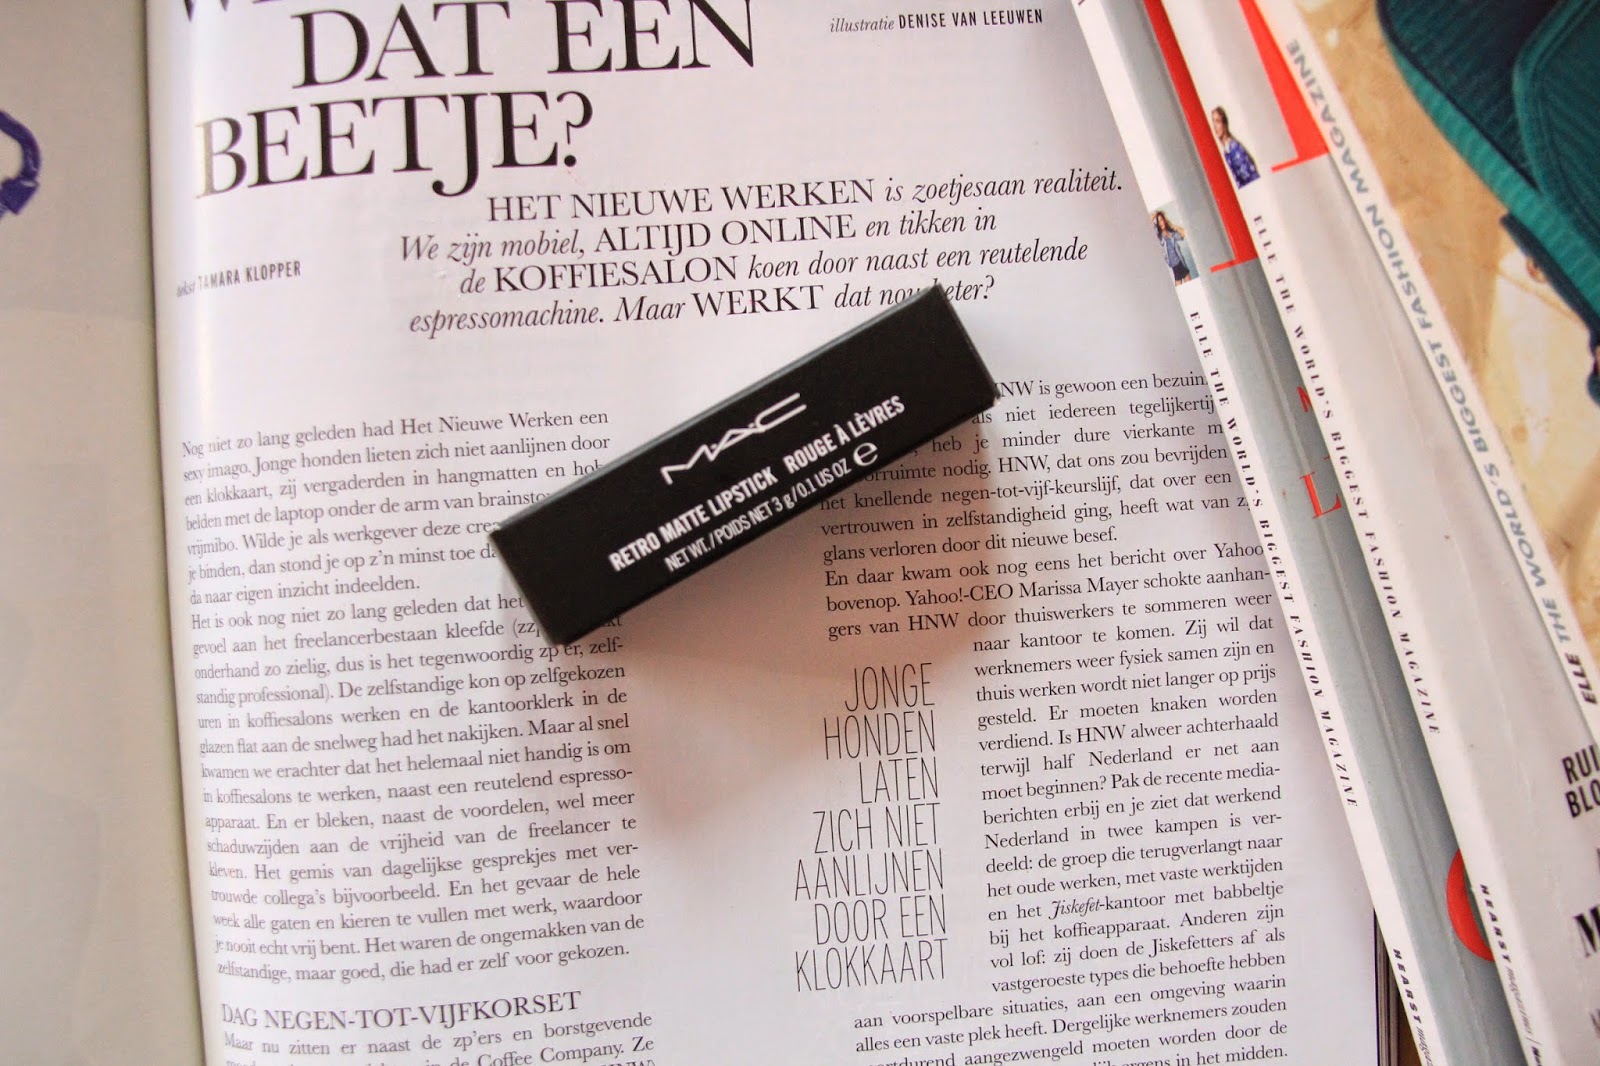 DAT EEN
BEETJE?
illustratie DENISE VAN LEEUWEN
HET NIEUWE WERKEN is zoetjesaan realiteit.
We zijn mobiel, ALTIJD ONLINE en tikken in
de KOFFIESALON koen door naast een reutelende
espressomachine. Maar WERKT dat nou beter?
tekst TAMARA KLOPPER
Nog niet zo lang geleden had Het Nieuwe Werken een
sexy imago. Jonge honden lieten zich niet aanlijnen door
een klokkaart, zij vergaderden in hangmatten en
belden met de laptop onder de arm van
vrijmibo. Wilde je als werkgever deze
je binden, dan stond je op z'n minst toe
da naar eigen inzicht indeelden.
Het is ook nog niet zo lang geleden dat het
gevoel aan het freelancerbestaan kleefde
onderhand zo zielig, dus is het tegenwoordig zp'er, zelf-
standig professional). De zelfstandige kon op zelfgekozen
uren in koffiesalons werken en de kantoorklerk in de
glazen flat aan de snelweg had het nakijken. Maar al snel
kwamen we erachter dat het helemaal niet handig is om
in koffiesalons te werken, naast een reutelend espresso-
apparaat. En er bleken, naast de voordelen, wel meer
schaduwzijden aan de vrijheid van de freelancer te
kleven. Het gemis van dagelijkse gesprekjes met ver-
trouwde collega's bijvoorbeeld. En het gevaar de hele
week alle gaten en kieren te vullen met werk, waardoor
je nooit echt vrij bent. Het waren de ongemakken van de
zelfstandige, maar goed, die had er zelf voor gekozen.
DAG NEGEN-TOT-VIJFKORSET
Maar nu zitten er naast de zp'ers en borstgevende
in de Coffee Company. Ze
MAC
RETRO MATTE LIPSTICK ROUGE À LÈVRES
NET WT./POIDS NET 3 g/0.1 US OZ e
HNW is gewoon een
als niet iedereen
heb je minder dure vierkante
nodig. HNW, dat ons zou bevrijden
het knellende negen-tot-vijf-keurslijf, dat over een
vertrouwen in zelfstandigheid ging, heeft wat van
glans verloren door dit nieuwe besef.
En daar kwam ook nog eens het bericht over Yahoo
bovenop. Yahoo!-CEO Marissa Mayer schokte aanhan-
gers van HNW door thuiswerkers te sommeren weer
naar kantoor te komen. Zij wil dat
werknemers weer fysiek samen zijn en
thuis werken wordt niet langer op prijs
gesteld. Er moeten knaken worden
verdiend. Is HNW alweer achterhaald
terwijl half Nederland er net aan
moet beginnen? Pak de recente media-
berichten erbij en je ziet dat werkend
Nederland in twee kampen is ver-
deeld: de groep die terugverlangt naar
het oude werken, met vaste werktijden
en het Jiskefet-kantoor met babbeltje
bij het koffieapparaat. Anderen zijn
vol lof: zij doen de Jiskefetters af als
vastgeroeste types die behoefte hebben
aan voorspelbare situaties, aan een omgeving waarin
alles een vaste plek heeft. Dergelijke werknemers zouden
aangezwengeld moeten worden door de
in het midden.
JONGE
HONDEN
LATEN
ZICH NIET
AANLIJNEN
DOOR EEN
KLOKKAART
ELLE THE WORLD'S BIGGEST FASHION MAGAZINE
HEARST
ELLE THE WORLD'S BIGGEST FASHION MAGAZINE
HEARST
ELLE THE WORLD'S BIGGEST FASHION MAGAZINE